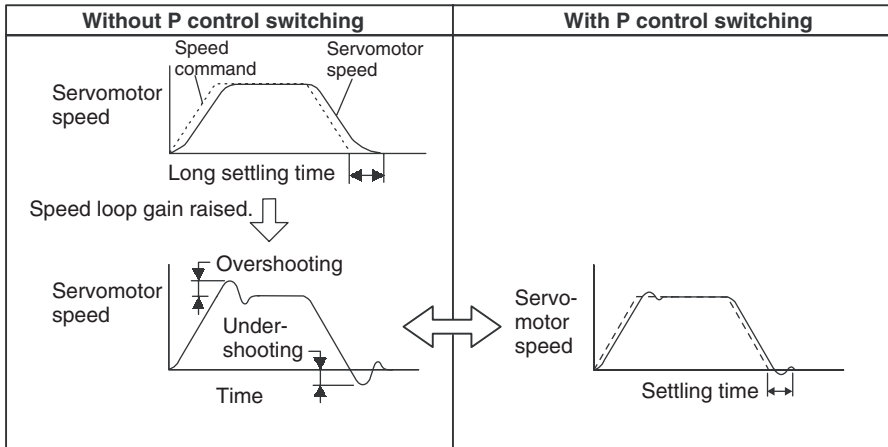 Without P control switching
With P control switching
Speed
command
Servomotor
speed
Servomotor
speed
Long settling time
Speed loop gain raised.
Overshooting
Servomotor
speed
Under-
shooting
Time
Servo-
motor
speed
Settling time